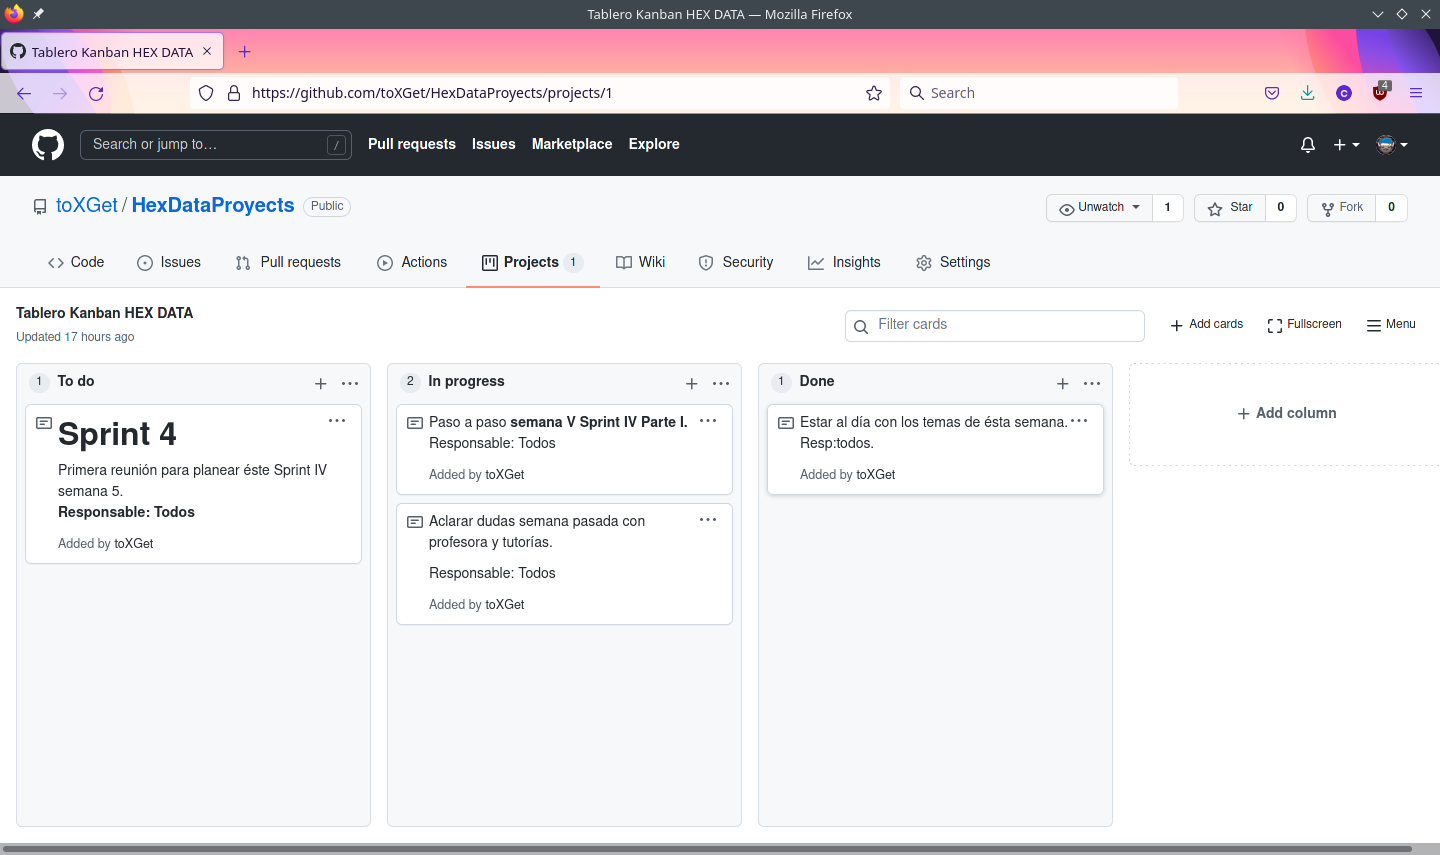 Tablero Kanban HEX DATA — Mozilla Firefox
Tablero Kanban HEX DATA
https://github.com/toXGet/HexDataProyects/projects/1
Search
C
4
Search or jump to…
/
Pull requests
Issues
Marketplace
Explore
toXGet / HexDataProyects
Public
Unwatch
1
Star
0
Fork
0
Code
Issues
Pull requests
Actions
Projects
1
Wiki
Security
Insights
Settings
Tablero Kanban HEX DATA
Updated 17 hours ago
Filter cards
Add cards
Fullscreen
Menu
1 To do
Sprint 4
Primera reunión para planear éste Sprint IV
semana 5.
Responsable: Todos
Added by toXGet
2 In progress
Paso a paso semana V Sprint IV Parte I.
Responsable: Todos
Added by toXGet
Aclarar dudas semana pasada con
profesora y tutorías.
Responsable: Todos
Added by toXGet
1 Done
Estar al día con los temas de ésta semana.
Resp:todos.
Added by toXGet
Add column